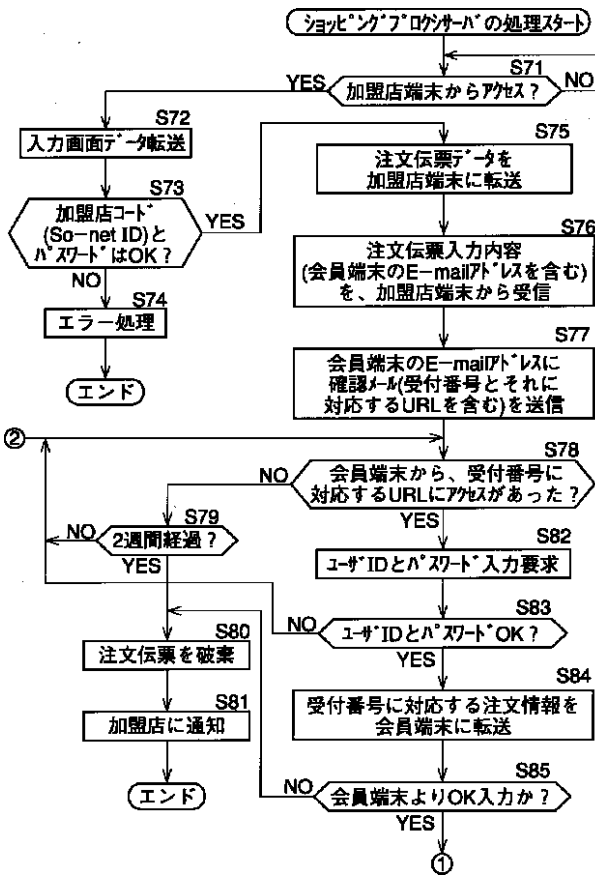 ショッピングプロクシサーバの処理スタート
S71
加盟店端末からアクセス？
YES
NO
S72
入力画面データ転送
S73
加盟店コード
(So－net ID)と
パスワードはOK？
YES
NO
S74
エラー処理
エンド
S75
注文伝票データを
加盟店端末に転送
S76
注文伝票入力内容
(会員端末のE－mailアドレスを含む)
を、加盟店端末から受信
S77
会員端末のE－mailアドレスに
確認メール(受付番号とそれに
対応するURLを含む)を送信
②
S78
会員端末から、受付番号に
対応するURLにアクセスがあった？
NO
YES
S79
2週間経過？
NO
YES
S80
注文伝票を破棄
S81
加盟店に通知
エンド
S82
ユーザIDとパスワード入力要求
S83
ユーザIDとパスワードOK？
NO
YES
S84
受付番号に対応する注文情報を
会員端末に転送
S85
会員端末よりOK入力か？
NO
YES
①